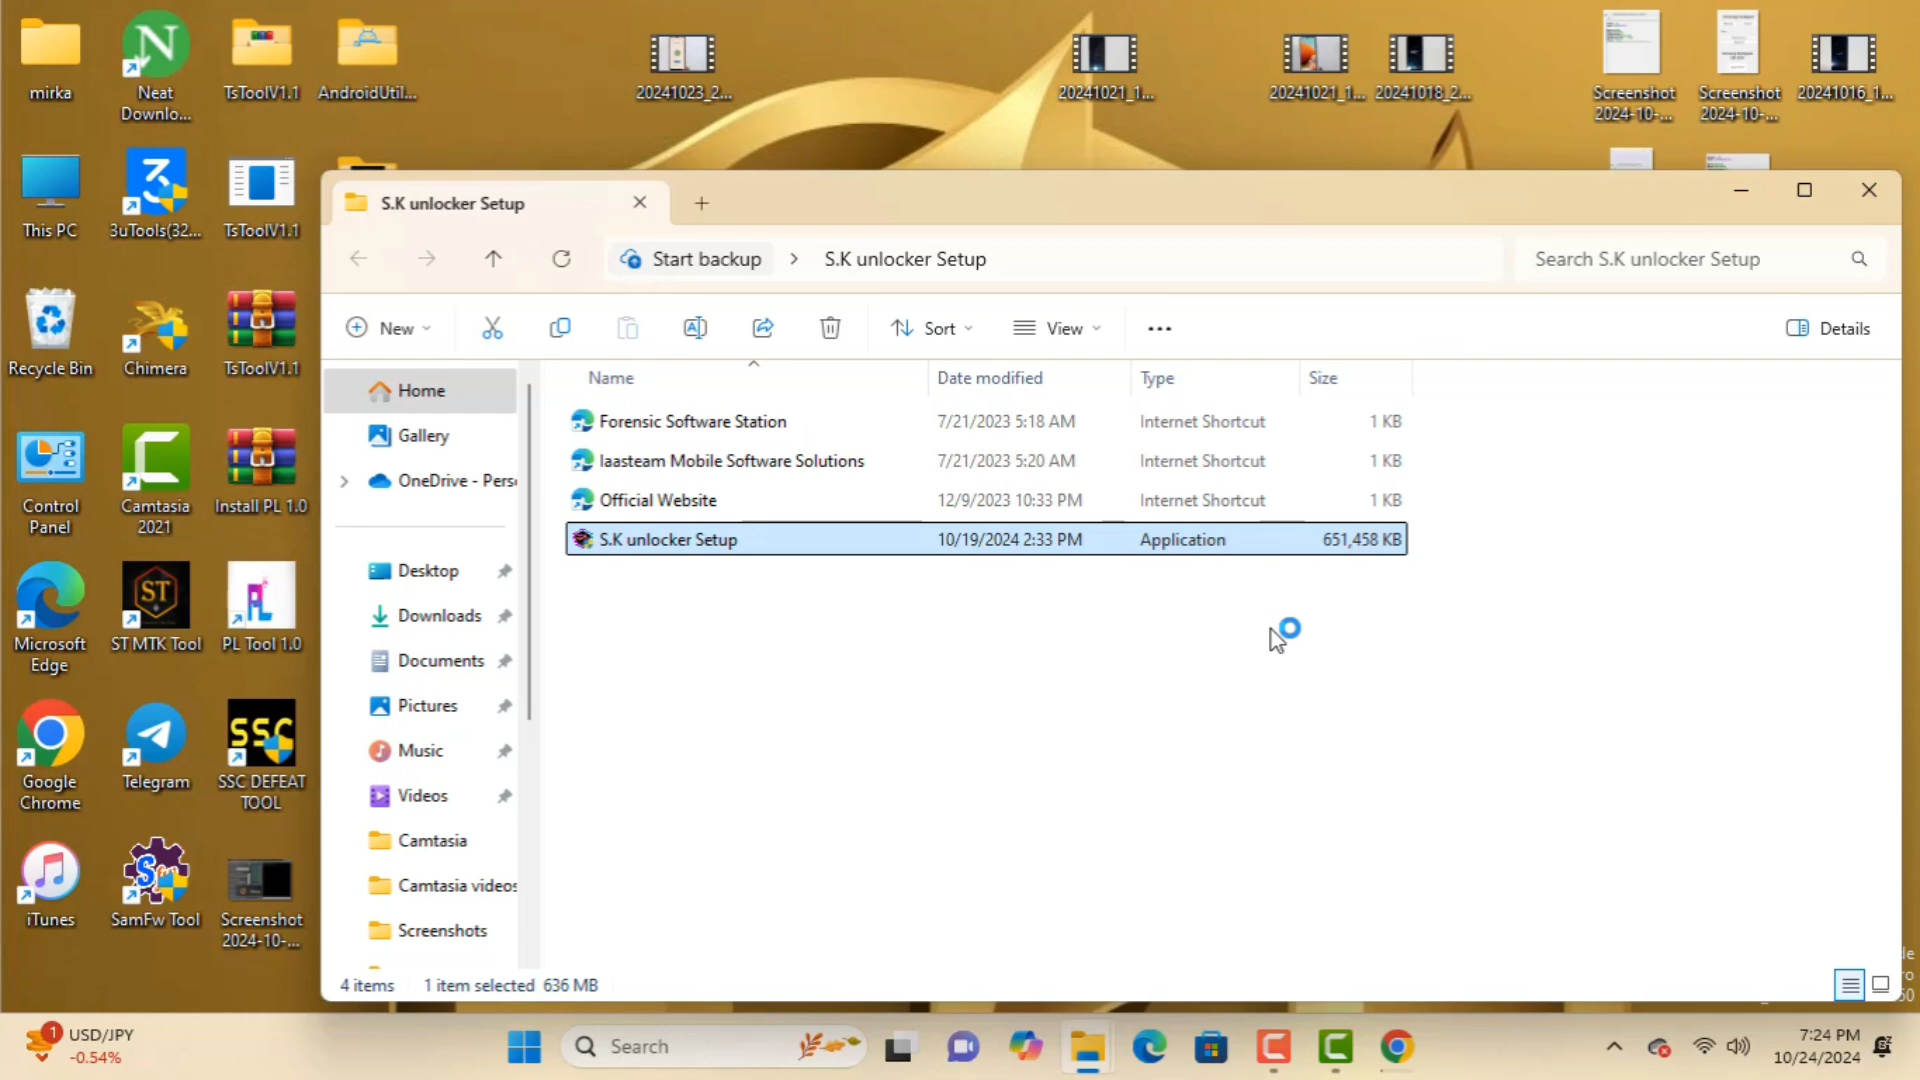 mirka
Neat
Downlo...
TsToolV1.1
AndroidUtil...
20241023_2...
20241021_1...
20241021_1...
20241018_2...
Screenshot
2024-10-...
Screenshot
2024-10-...
20241016_1...
This PC
3uTools(32...
TsToolV1.1
Recycle Bin
Chimera
TsToolV1.1
Control
Panel
Camtasia
2021
Install PL 1.0
Microsoft
Edge
ST
ST MTK Tool
PL Tool 1.0
Google
Chrome
Telegram
SSC
SSC DEFEAT
TOOL
iTunes
SamFw Tool
Screenshot
2024-10-...
S.K unlocker Setup
Start backup
S.K unlocker Setup
Search S.K unlocker Setup
New
Sort
View
Details
Name
Date modified
Type
Size
Forensic Software Station 7/21/2023 5:18 AM Internet Shortcut 1 KB
Iaasteam Mobile Software Solutions 7/21/2023 5:20 AM Internet Shortcut 1 KB
Official Website 12/9/2023 10:33 PM Internet Shortcut 1 KB
S.K unlocker Setup 10/19/2024 2:33 PM Application 651,458 KB
Home
Gallery
OneDrive - Pers
Desktop
Downloads
Documents
Pictures
Music
Videos
Camtasia
Camtasia videos
Screenshots
4 items 1 item selected 636 MB
1
USD/JPY
-0.54%
Search
7:24 PM
10/24/2024